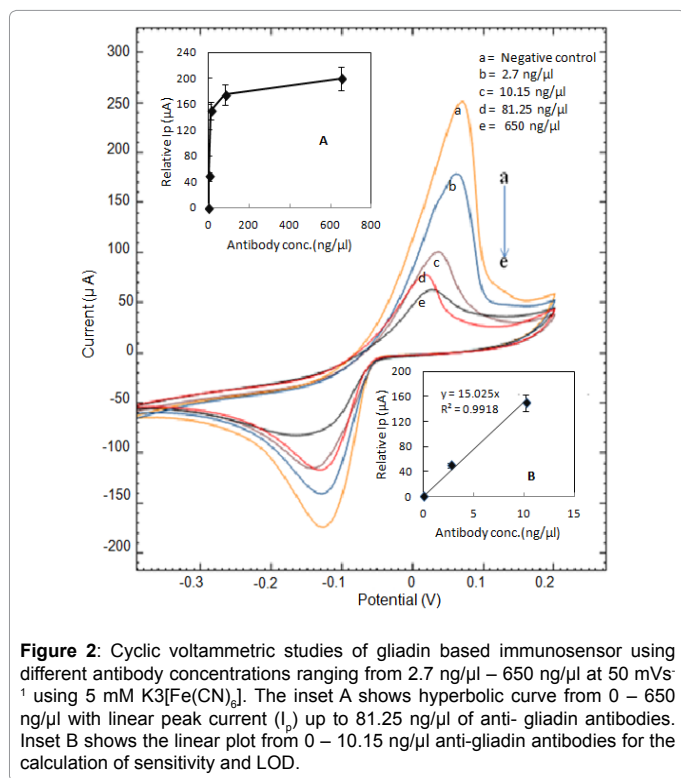 300
250
200
150
100
50
0
-50
-100
-150
-200
Current (µ A)
-0.3
-0.2
-0.1
0
0.1
0.2
Potential (V)
200
160
120
80
40
0
Relative Ip (µA)
A
0
200
400
600
800
Antibody conc.(ng/µl)
a = Negative control
b = 2.7 ng/µl
c = 10.15 ng/µl
d = 81.25 ng/µl
e = 650 ng/µl
a
b
c
d
e
a
e
160
120
80
40
0
Relative Ip (µA)
y = 15.025x
R² = 0.9918
B
0
5
10
15
Antibody conc.(ng/µl)
Figure 2: Cyclic voltammetric studies of gliadin based immunosensor using
different antibody concentrations ranging from 2.7 ng/µl – 650 ng/µl at 50 mVs-
1 using 5 mM K3[Fe(CN)6]. The inset A shows hyperbolic curve from 0 – 650
ng/µl with linear peak current (Ip) up to 81.25 ng/µl of anti- gliadin antibodies.
Inset B shows the linear plot from 0 – 10.15 ng/µl anti-gliadin antibodies for the
calculation of sensitivity and LOD.